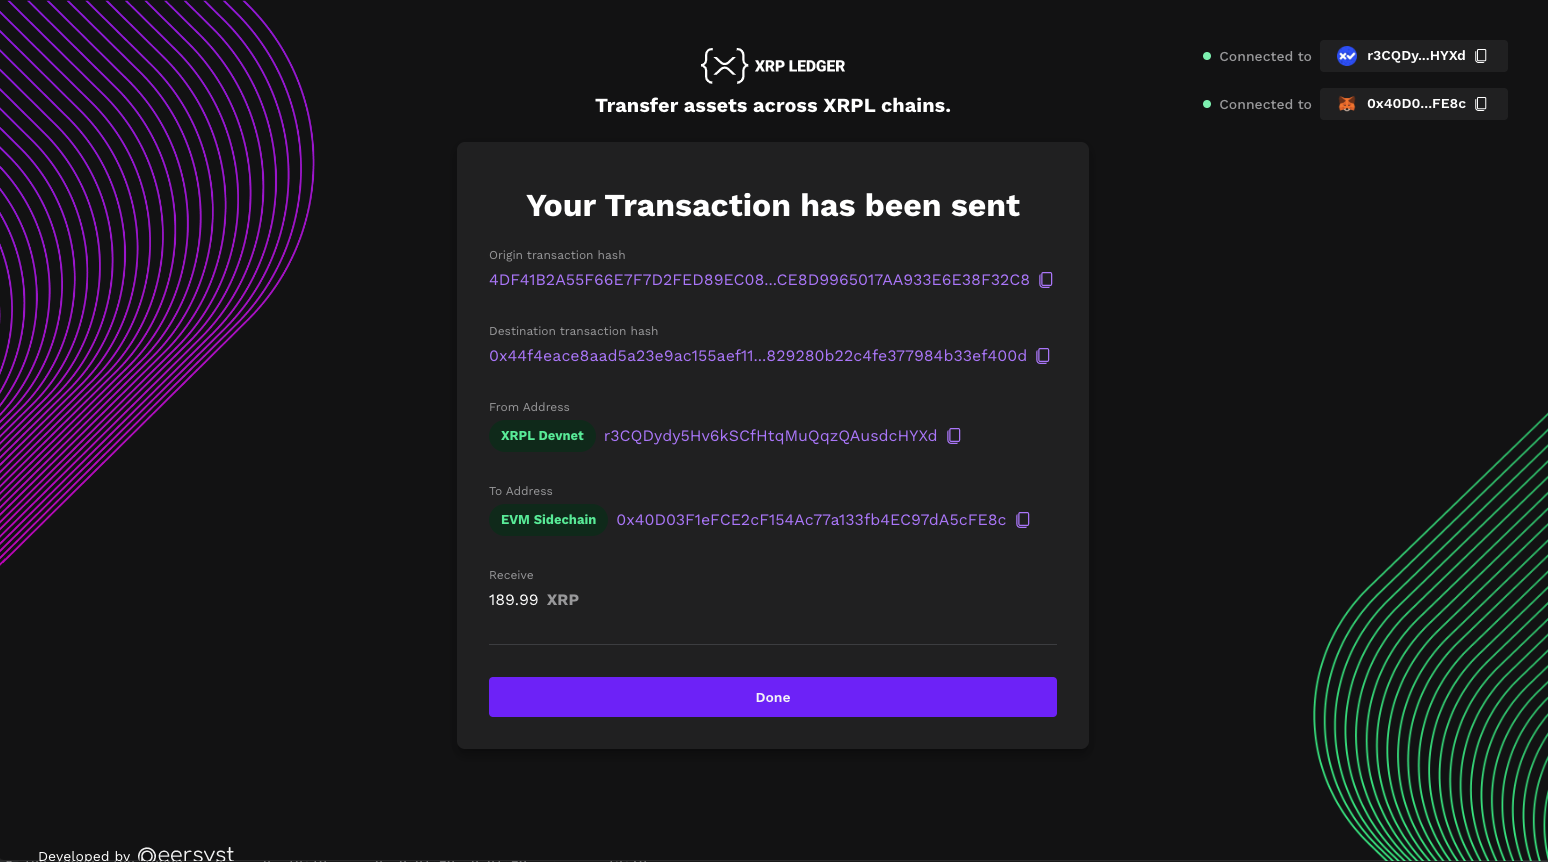 XRP LEDGER
Transfer assets across XRPL chains.
Connected to r3CQDy...HYXd
Connected to 0x40D0...FE8c
Your Transaction has been sent
Origin transaction hash
4DF41B2A55F66E7F7D2FED89EC08...CE8D9965017AA933E6E38F32C8
Destination transaction hash
0x44f4eace8aad5a23e9ac155aef11...829280b22c4fe377984b33ef400d
From Address
XRPL Devnet r3CQDydy5Hv6kSCfHtqMuQqzQAusdcHYXd
To Address
EVM Sidechain 0x40D03F1eFCE2cF154Ac77a133fb4EC97dA5cFE8c
Receive
189.99 XRP
Done
Developed by Peersyst